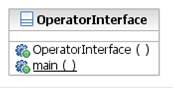 OperatorInterface
OperatorInterface ( )
main ( )